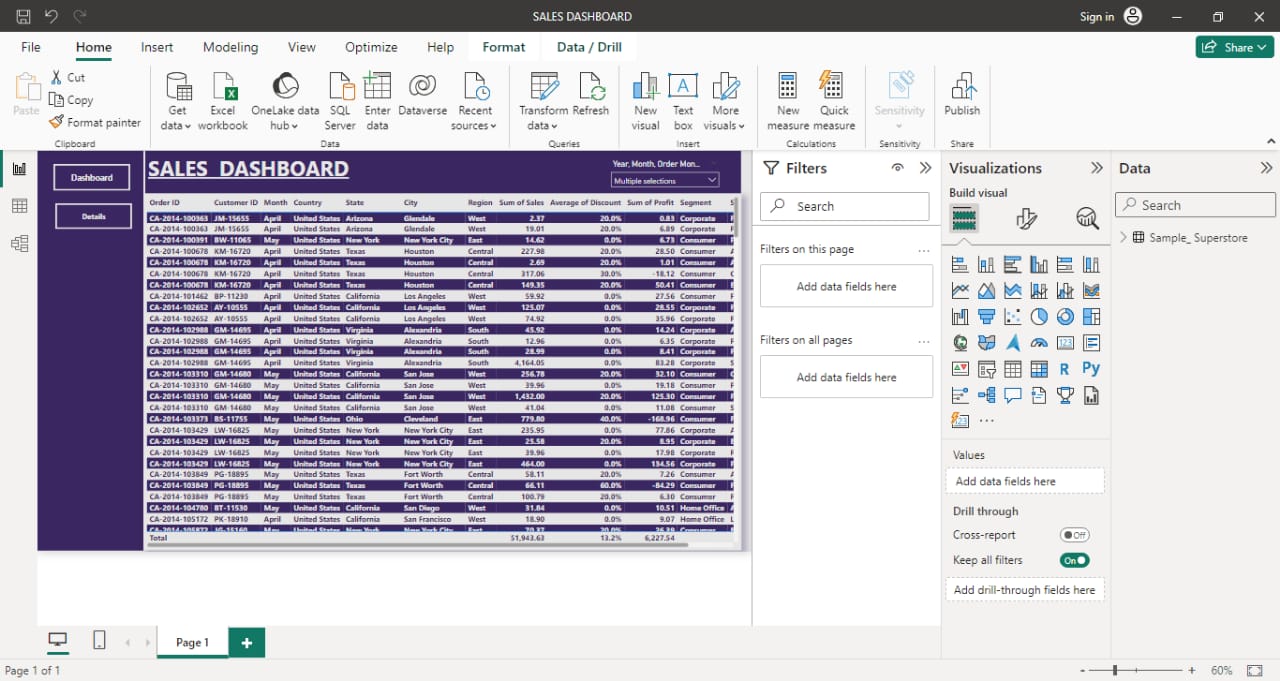 SALES DASHBOARD
Sign in
File Home Insert Modeling View Optimize Help Format Data / Drill
Share
Paste
Cut
Copy
Format painter
Clipboard
Get data
Excel workbook
OneLake data hub
SQL Server
Enter data
Dataverse
Recent sources
Data
Transform data
Refresh
Queries
New visual
Text box
More visuals
Insert
New measure
Quick measure
Calculations
Sensitivity
Sensitivity
Publish
Share
Dashboard
Details
SALES DASHBOARD
Year, Month, Order Mon...
Multiple selections
Order ID Customer ID Month Country State City Region Sum of Sales Average of Discount Sum of Profit Segment S
CA-2014-100363 JM-15655 April United States Arizona Glendale West 2.37 20.0% 0.83 Corporate
CA-2014-100363 JM-15655 April United States Arizona Glendale West 19.01 20.0% 6.89 Corporate
CA-2014-100391 BW-11065 May United States New York New York City East 14.62 0.0% 6.73 Consumer
CA-2014-100678 KM-16720 April United States Texas Houston Central 227.98 20.0% 28.50 Consumer
CA-2014-100678 KM-16720 April United States Texas Houston Central 2.69 20.0% 1.01 Consumer
CA-2014-100678 KM-16720 April United States Texas Houston Central 317.06 30.0% -18.12 Consumer
CA-2014-100678 KM-16720 April United States Texas Houston Central 149.35 20.0% 50.41 Consumer
CA-2014-101462 BP-11230 April United States California Los Angeles West 59.92 0.0% 27.56 Corporate
CA-2014-102652 AY-10555 April United States California Los Angeles West 125.07 0.0% 28.55 Corporate
CA-2014-102652 AY-10555 April United States California Los Angeles West 74.92 0.0% 35.96 Corporate
CA-2014-102988 GM-14695 April United States Virginia Alexandria South 45.92 0.0% 14.24 Corporate
CA-2014-102988 GM-14695 April United States Virginia Alexandria South 12.96 0.0% 6.35 Corporate
CA-2014-102988 GM-14695 April United States Virginia Alexandria South 28.99 0.0% 8.41 Corporate
CA-2014-102988 GM-14695 April United States Virginia Alexandria South 4,164.05 0.0% 83.28 Corporate
CA-2014-103310 GM-14680 May United States California San Jose West 256.78 20.0% 32.10 Consumer
CA-2014-103310 GM-14680 May United States California San Jose West 39.96 0.0% 19.18 Consumer
CA-2014-103310 GM-14680 May United States California San Jose West 1,432.00 20.0% 125.30 Consumer
CA-2014-103310 GM-14680 May United States California San Jose West 41.04 0.0% 11.08 Consumer
CA-2014-103373 BS-11755 May United States Ohio Cleveland East 779.80 40.0% -168.96 Consumer
CA-2014-103429 LW-16825 May United States New York New York City East 235.95 0.0% 77.86 Corporate
CA-2014-103429 LW-16825 May United States New York New York City East 25.58 20.0% 8.95 Corporate
CA-2014-103429 LW-16825 May United States New York New York City East 39.96 0.0% 17.98 Corporate
CA-2014-103429 LW-16825 May United States New York New York City East 464.00 0.0% 134.56 Corporate
CA-2014-103849 PG-18895 May United States Texas Fort Worth Central 58.11 20.0% 7.26 Consumer
CA-2014-103849 PG-18895 May United States Texas Fort Worth Central 66.11 60.0% -84.29 Consumer
CA-2014-103849 PG-18895 May United States Texas Fort Worth Central 100.79 20.0% 6.30 Consumer
CA-2014-104780 BT-11530 May United States California San Diego West 31.84 0.0% 10.51 Home Office
CA-2014-105172 PK-18910 April United States California San Francisco West 18.90 0.0% 9.07 Home Office
Total 51,943.63 13.2% 6,227.54
Filters
Search
Filters on this page ...
Add data fields here
Filters on all pages ...
Add data fields here
Visualizations
Build visual
R Py
Values
Add data fields here
Drill through
Cross-report Off
Keep all filters On
Add drill-through fields here
Data
Search
Sample_ Superstore
Page 1
Page 1 of 1
60%